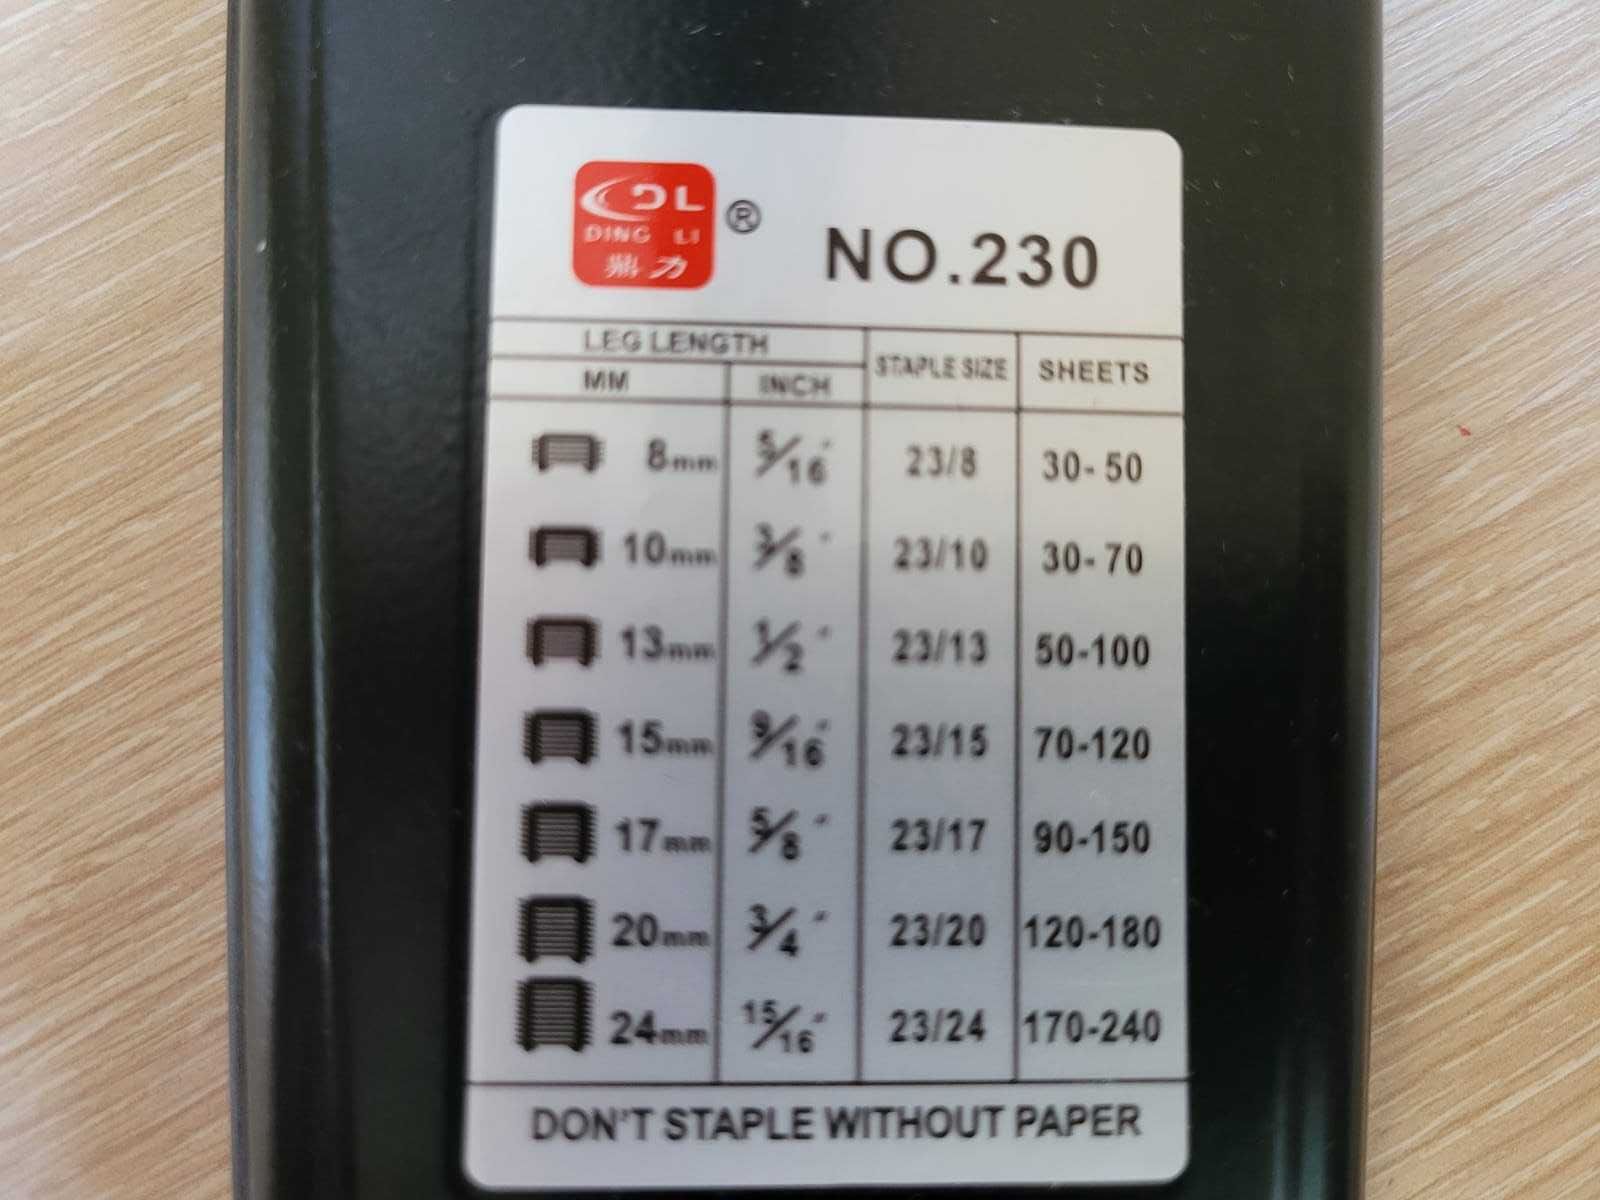 DL ®
DING LI
鼎力
NO.230
LEG LENGTH STAPLE SIZE SHEETS
MM INCH
8mm 5/16" 23/8 30-50
10mm 3/8" 23/10 30-70
13mm 1/2" 23/13 50-100
15mm 9/16" 23/15 70-120
17mm 5/8" 23/17 90-150
20mm 3/4" 23/20 120-180
24mm 15/16" 23/24 170-240
DON'T STAPLE WITHOUT PAPER